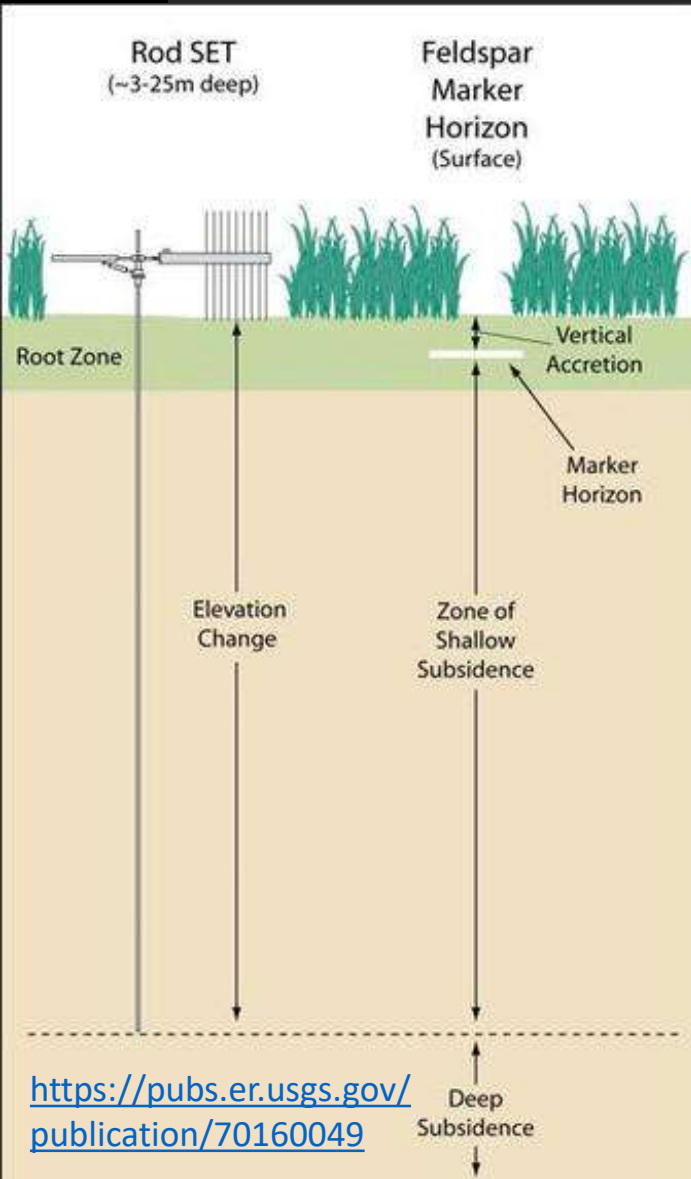 Rod SET
(~3-25m deep)
Feldspar
Marker
Horizon
(Surface)
Root Zone
Vertical
Accretion
Marker
Horizon
Elevation
Change
Zone of
Shallow
Subsidence
https://pubs.er.usgs.gov/
publication/70160049
Deep
Subsidence